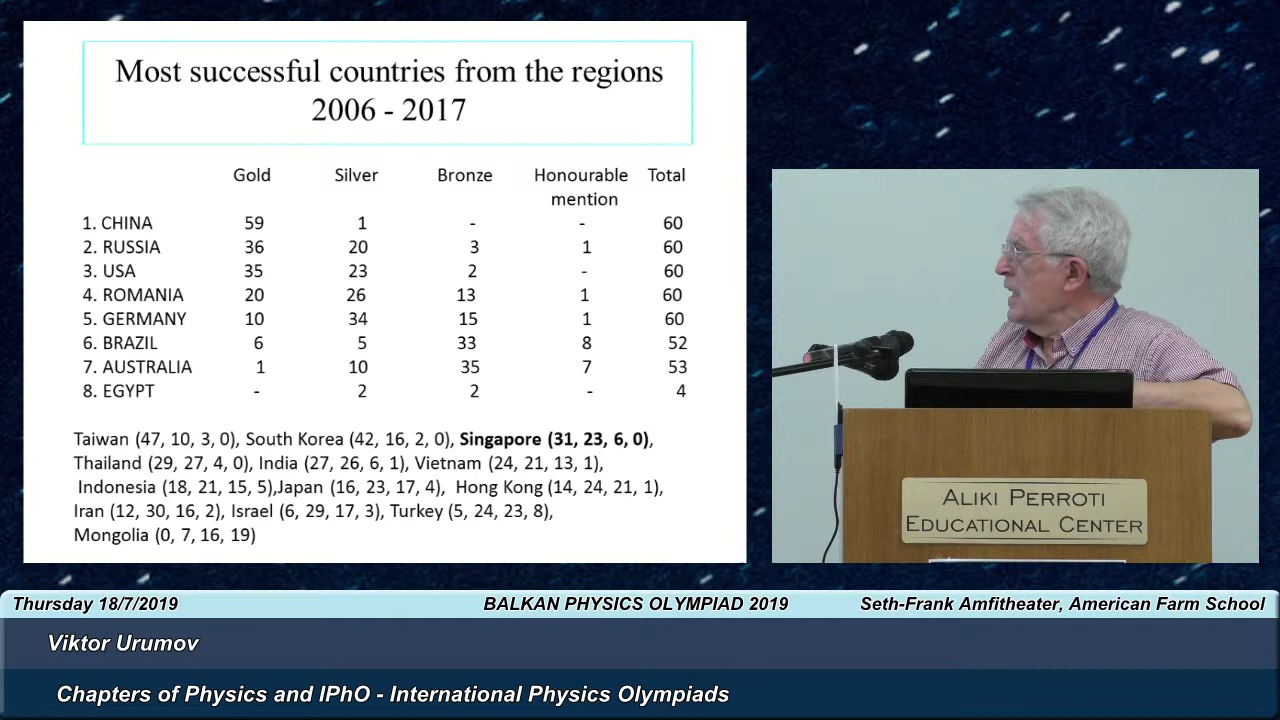 Most successful countries from the regions
2006 - 2017
Gold Silver Bronze Honourable mention Total
1. CHINA 59 1 - - 60
2. RUSSIA 36 20 3 1 60
3. USA 35 23 2 - 60
4. ROMANIA 20 26 13 1 60
5. GERMANY 10 34 15 1 60
6. BRAZIL 6 5 33 8 52
7. AUSTRALIA 1 10 35 7 53
8. EGYPT - 2 2 - 4
Taiwan (47, 10, 3, 0), South Korea (42, 16, 2, 0), Singapore (31, 23, 6, 0),
Thailand (29, 27, 4, 0), India (27, 26, 6, 1), Vietnam (24, 21, 13, 1),
Indonesia (18, 21, 15, 5),Japan (16, 23, 17, 4), Hong Kong (14, 24, 21, 1),
Iran (12, 30, 16, 2), Israel (6, 29, 17, 3), Turkey (5, 24, 23, 8),
Mongolia (0, 7, 16, 19)
ALIKI PERROTI
EDUCATIONAL CENTER
Thursday 18/7/2019 BALKAN PHYSICS OLYMPIAD 2019 Seth-Frank Amfitheater, American Farm School
Viktor Urumov
Chapters of Physics and IPhO - International Physics Olympiads